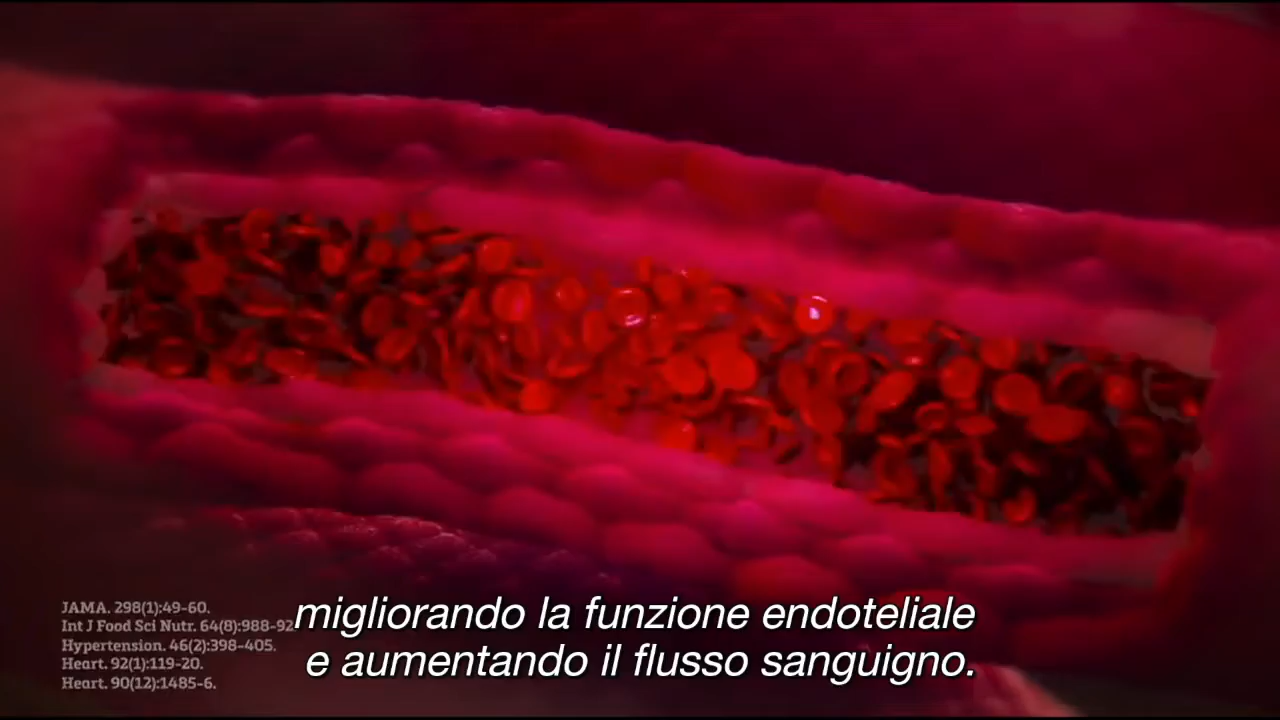 JAMA. 298(1):49-60.
Int J Food Sci Nutr. 64(8):988-92.
Hypertension. 46(2):398-405.
Heart. 92(1):119-20.
Heart. 90(12):1485-6.
migliorando la funzione endoteliale
e aumentando il flusso sanguigno.